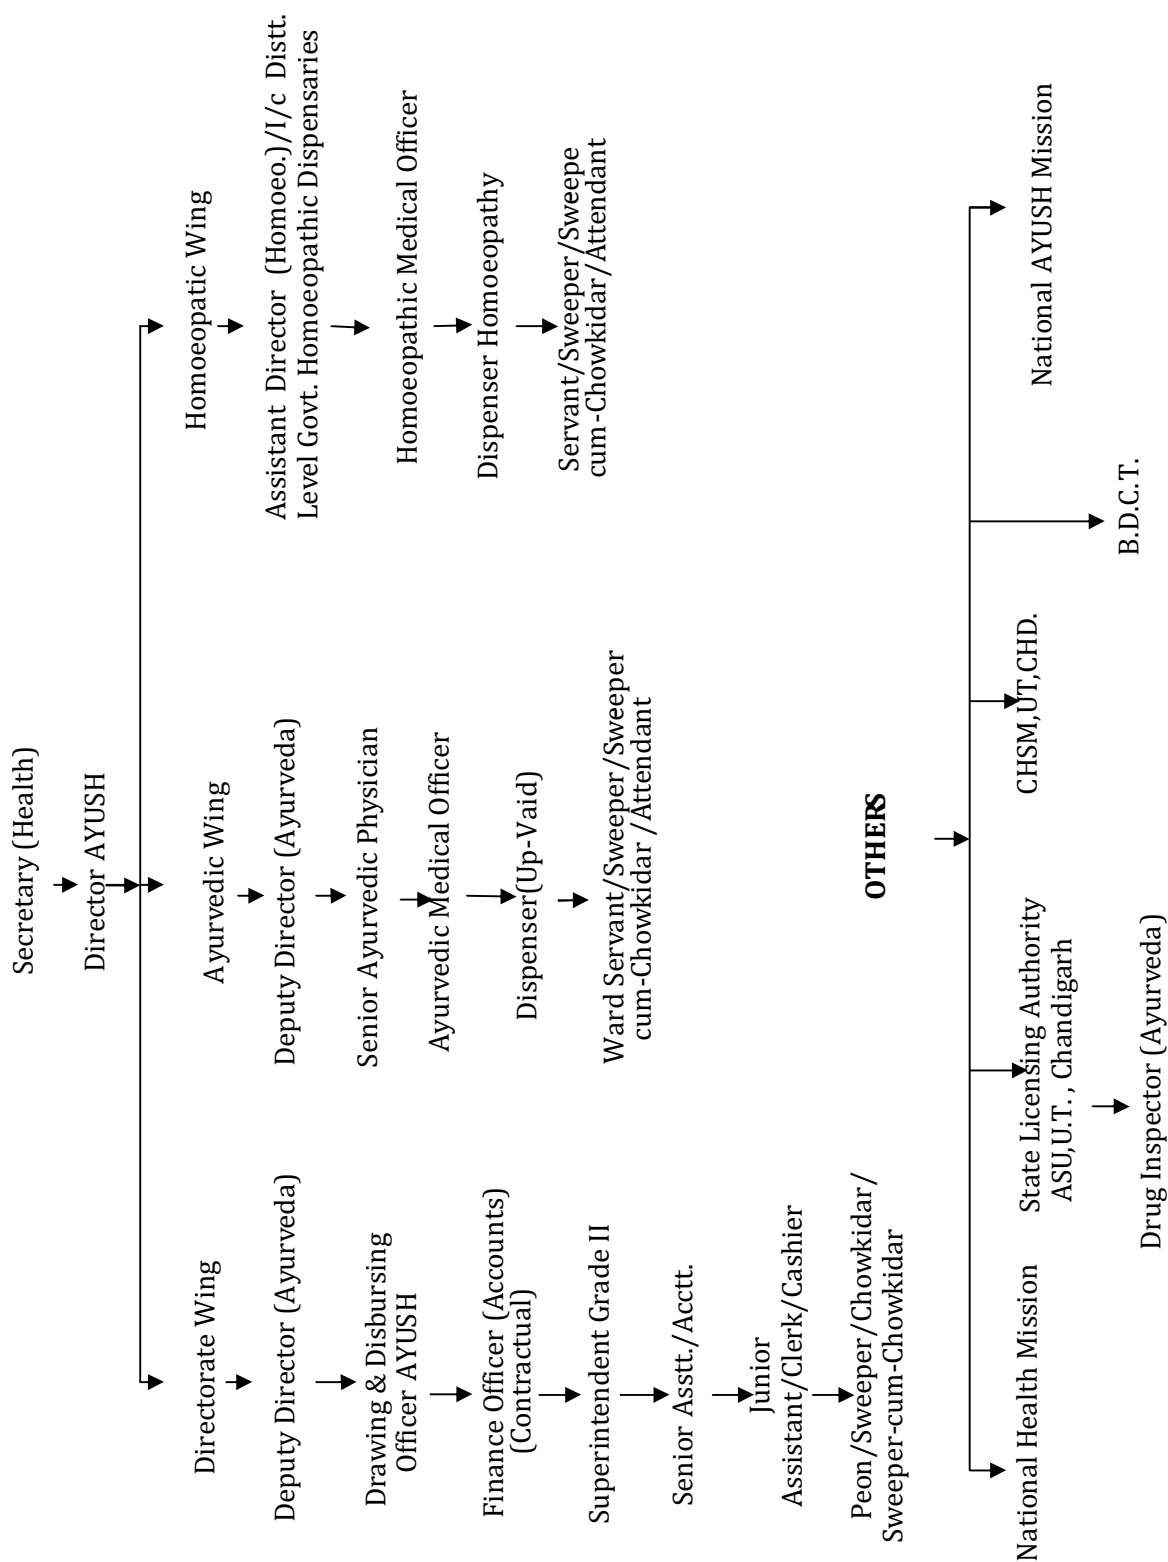 Secretary (Health)
Director AYUSH
Directorate Wing
Deputy Director (Ayurveda)
Drawing & Disbursing
Officer AYUSH
Finance Officer (Accounts)
(Contractual)
Superintendent Grade II
Senior Asstt./Acctt.
Junior
Assistant/Clerk/Cashier
Peon/Sweeper/Chowkidar/
Sweeper-cum-Chowkidar
Ayurvedic Wing
Deputy Director (Ayurveda)
Senior Ayurvedic Physician
Ayurvedic Medical Officer
Dispenser(Up-Vaid)
Ward Servant/Sweeper/Sweeper
cum-Chowkidar /Attendant
Homoeopatic Wing
Assistant Director (Homoeo.)/I/c Distt.
Level Govt. Homoeopathic Dispensaries
Homoeopathic Medical Officer
Dispenser Homoeopathy
Servant/Sweeper/Sweepe
cum-Chowkidar/Attendant
OTHERS
National Health Mission
State Licensing Authority
ASU,U.T. , Chandigarh
Drug Inspector (Ayurveda)
CHSM,UT,CHD.
B.D.C.T.
National AYUSH Mission